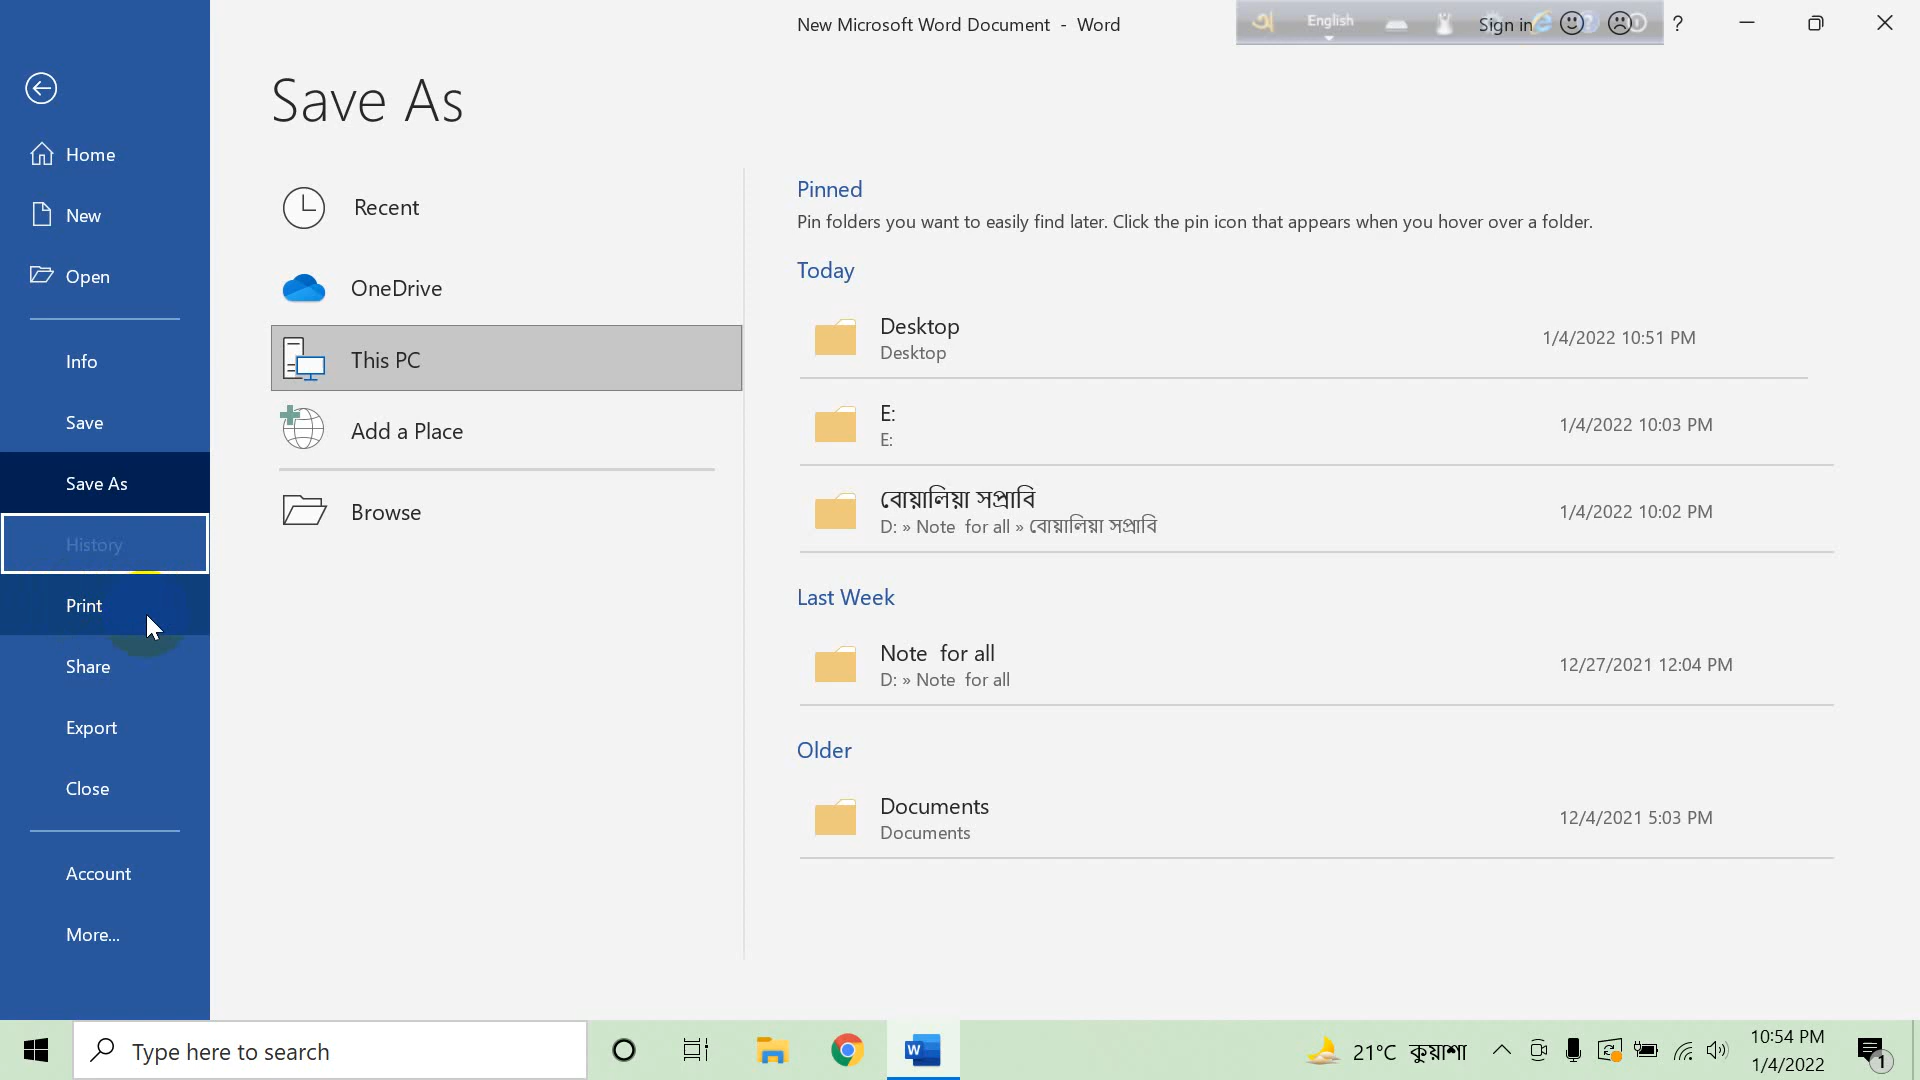 New Microsoft Word Document - Word
অ
English
Sign in
?
Save As
Home
New
Open
Info
Save
Save As
History
Print
Share
Export
Close
Account
More...
Recent
OneDrive
This PC
Add a Place
Browse
Pinned
Pin folders you want to easily find later. Click the pin icon that appears when you hover over a folder.
Today
Desktop
Desktop
1/4/2022 10:51 PM
E:
E:
1/4/2022 10:03 PM
বোয়ালিয়া সপ্রাবি
D: » Note for all » বোয়ালিয়া সপ্রাবি
1/4/2022 10:02 PM
Last Week
Note for all
D: » Note for all
12/27/2021 12:04 PM
Older
Documents
Documents
12/4/2021 5:03 PM
Type here to search
W
21°C কুয়াশা
10:54 PM
1/4/2022
1